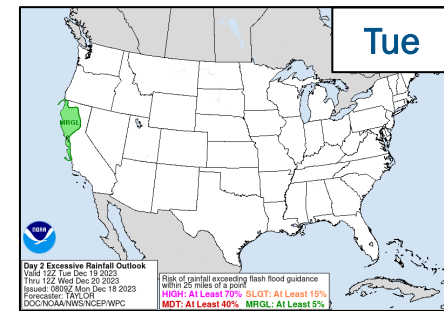 Tue
MRGL
NOAA
Day 2 Excessive Rainfall Outlook
Valid 12Z Tue Dec 19 2023
Thru 12Z Wed Dec 20 2023
Issued: 0809Z Mon Dec 18 2023
Forecaster: TAYLOR
DOC/NOAA/NWS/NCEP/WPC
Risk of rainfall exceeding flash flood guidance
within 25 miles of a point
HIGH: At Least 70% SLGT: At Least 15%
MDT: At Least 40% MRGL: At Least 5%